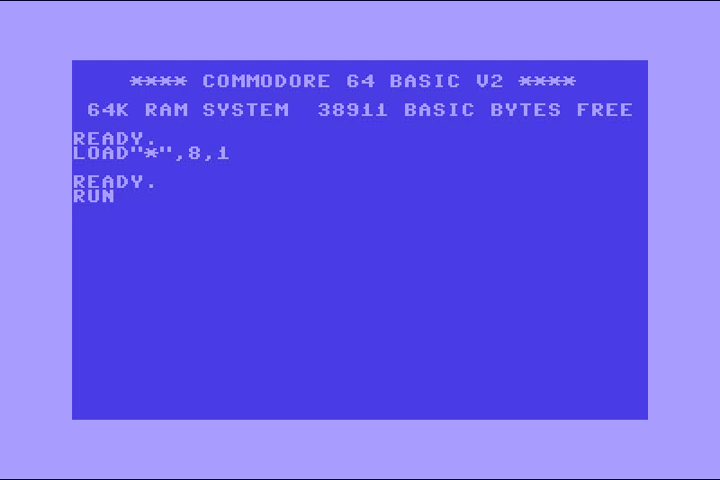 **** COMMODORE 64 BASIC V2 ****
64K RAM SYSTEM  38911 BASIC BYTES FREE
READY.
LOAD"*",8,1
READY.
RUN